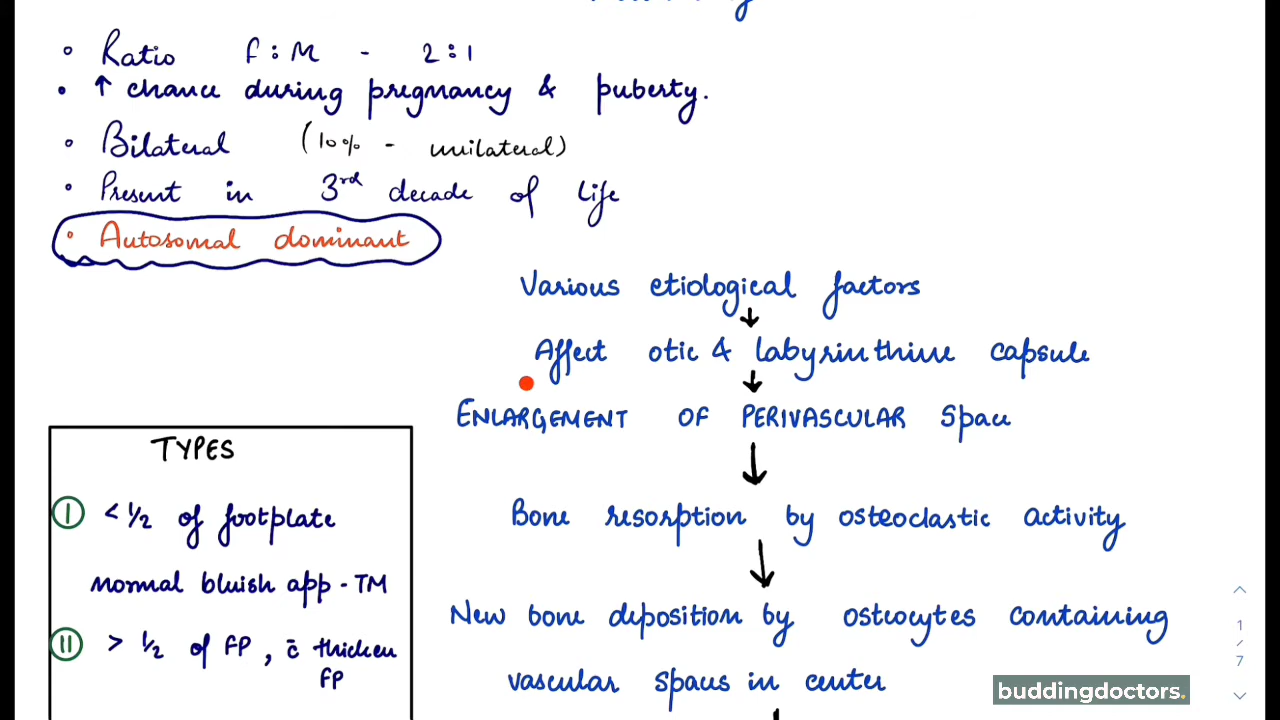 • Ratio F : M - 2 : 1
• ↑ chance during pregnancy & puberty.
• Bilateral (10% - unilateral)
• Present in 3rd decade of life
• Autosomal dominant
Various etiological factors
↓
Affect otic & labyrinthine capsule
↓
ENLARGEMENT OF PERIVASCULAR Space
↓
Bone resorption by osteoclastic activity
↓
New bone deposition by osteocytes containing
vascular spaces in center
TYPES
I < 1/2 of footplate
normal bluish app - TM
II > 1/2 of FP, c̄ thicken
FP
1
/
7
buddingdoctors.